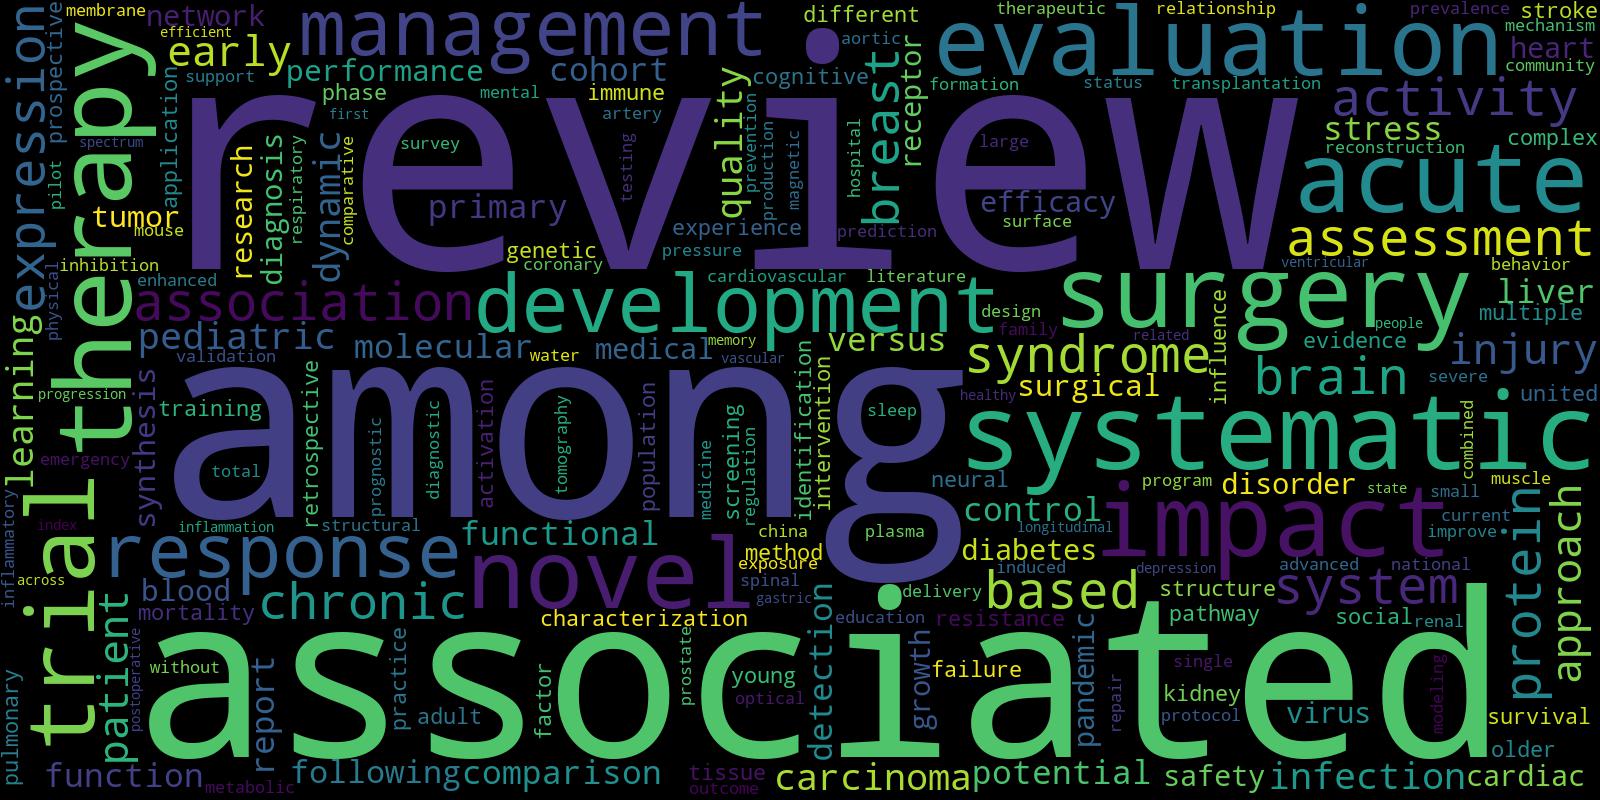 membrane
network
efficient
early
support
management
performance
phase
first
mental
cohort
immune
artery
different
aortic
cognitive
therapeutic
relationship
prevalence
stroke
mechanism
heart
community
evaluation
formation
status
transplantation
activity
stress
reconstruction
complex
expression
prospective
therapy
application
spectrum
pilot
tumor
mouse
research
diagnosis
respiratory
dynamic
comparative
survey
review
primary
testing
quality
prevention
production
magnetic
hospital
breast
receptor
large
efficacy
surface
experience
prediction
pressure
genetic
coronary
acute
assessment
ventricular
behavior
inhibition
physical
enhanced
association
development
cardiovascular
literature
design
family
surgery
related
people
influence
liver
multiple
evidence
pediatric
validation
molecular
water
medical
memory
vascular
versus
syndrome
injury
learning
progression
synthesis
training
retrospective
prognostic
diagnostic
activation
tomography
population
medicine
screening
regulation
identification
intervention
sleep
healthy
surgical
brain
severe
united
among
systematic
combined
emergency
total
neural
program
disorder
state
small
muscle
trial
inflammatory
index
inflammation
structural
functional
china
method
exposure
plasma
control
longitudinal
impact
current
improve
protein
approach
across
response
novel
spinal
gastric
diabetes
induced
depression
advanced
national
blood
mortality
chronic
delivery
based
structure
system
characterization
detection
education
resistance
pathway
social
renal
patient
postoperative
without
associated
report
practice
adult
factor
prostate
young
optical
growth
failure
pandemic
repair
single
kidney
protocol
virus
modeling
survival
older
pulmonary
function
metabolic
following
comparison
tissue
outcome
carcinoma
potential
safety
infection
cardiac